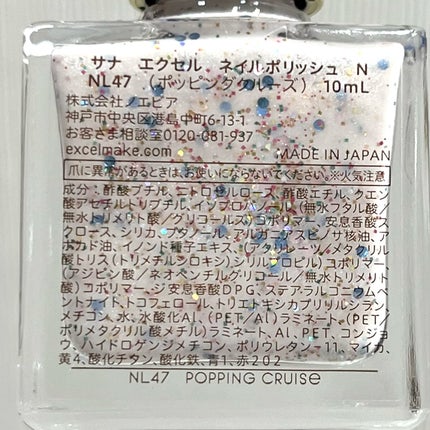 サナ エクセル ネイルポリッシュ N
NL47 (ポッピングクルーズ) 10mL
株式会社ノエビア
神戸市中央区港島中町6-13-1
お客さま相談室0120-081-937
excelmake.com MADE IN JAPAN
爪に異常があるときは、お使いにならないでください。※火気注意
成分：酢酸ブチル、ニトロセルロース、酢酸エチル、クエン
酸アセチルトリブチル、イソプロパノール、(無水フタル酸/
無水トリメリト酸/グリコールズ)コポリマー、安息香酸ス
クロース、シリカ、ブタノール、アルガニアスピノサ核油、ア
ボカド油、イノンド種子エキス、(アクリレーツ/メタクリル
酸トリス(トリメチルシロキシ)シリルプロピル)コポリマー、
(アジピン酸/ネオペンチルグリコール/無水トリメリト
酸)コポリマー、ジ安息香酸DPG、ステアラルコニウムベ
ントナイト、トコフェロール、トリエトキシカプリリルシラン、
メチコン、水、水酸化Al、(PET/Al)ラミネート、(PET/
ポリメタクリル酸メチル)ラミネート、Al、PET、コンジョ
ウ、ハイドロゲンジメチコン、ポリウレタン-11、マイカ、
黄4、酸化チタン、酸化鉄、青1、赤202
NL47 POPPING CRUISe